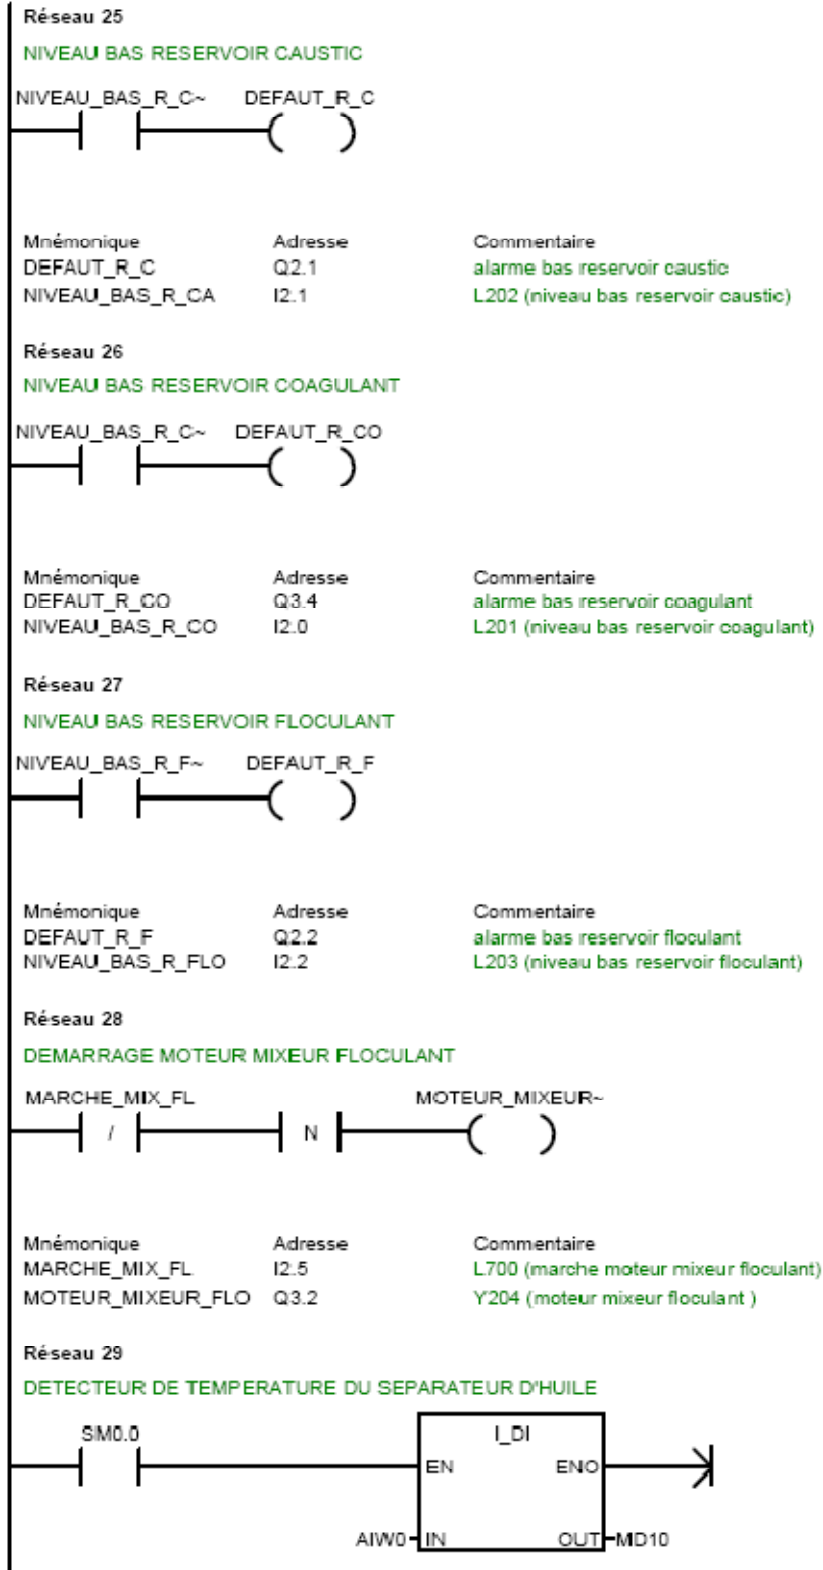 Réseau 25
NIVEAU BAS RESERVOIR CAUSTIC
NIVEAU_BAS_R_C~ DEFAUT_R_C
Mnémonique Adresse Commentaire
DEFAUT_R_C Q2.1 alarme bas reservoir caustic
NIVEAU_BAS_R_CA I2.1 L202 (niveau bas reservoir caustic)
Réseau 26
NIVEAU BAS RESERVOIR COAGULANT
NIVEAU_BAS_R_C~ DEFAUT_R_CO
Mnémonique Adresse Commentaire
DEFAUT_R_CO Q3.4 alarme bas reservoir coagulant
NIVEAU_BAS_R_CO I2.0 L201 (niveau bas reservoir coagulant)
Réseau 27
NIVEAU BAS RESERVOIR FLOCULANT
NIVEAU_BAS_R_F~ DEFAUT_R_F
Mnémonique Adresse Commentaire
DEFAUT_R_F Q2.2 alarme bas reservoir floculant
NIVEAU_BAS_R_FLO I2.2 L203 (niveau bas reservoir floculant)
Réseau 28
DEMARRAGE MOTEUR MIXEUR FLOCULANT
MARCHE_MIX_FL MOTEUR_MIXEUR~
/ N
Mnémonique Adresse Commentaire
MARCHE_MIX_FL I2.5 L700 (marche moteur mixeur floculant)
MOTEUR_MIXEUR_FLO Q3.2 Y204 (moteur mixeur floculant )
Réseau 29
DETECTEUR DE TEMPERATURE DU SEPARATEUR D'HUILE
SM0.0 I_DI
EN ENO
AIW0 IN OUT MD10